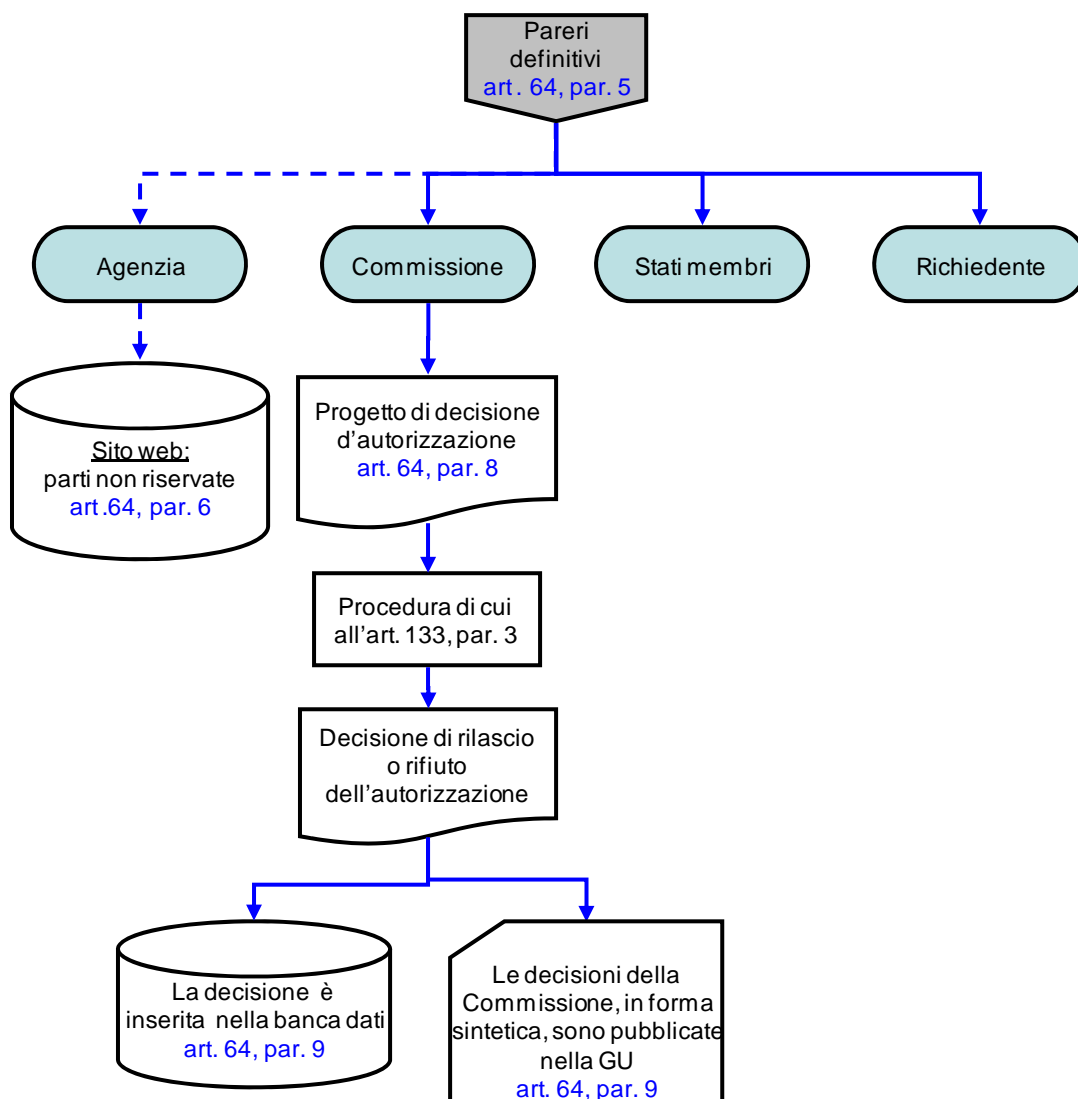 Pareri
definitivi
art. 64, par. 5
Agenzia
Commissione
Stati membri
Richiedente
Sito web:
parti non riservate
art.64, par. 6
Progetto di decisione
d’autorizzazione
art. 64, par. 8
Procedura di cui
all’art. 133, par. 3
Decisione di rilascio
o rifiuto
dell’autorizzazione
La decisione è
inserita nella banca dati
art. 64, par. 9
Le decisioni della
Commissione, in forma
sintetica, sono pubblicate
nella GU
art. 64, par. 9